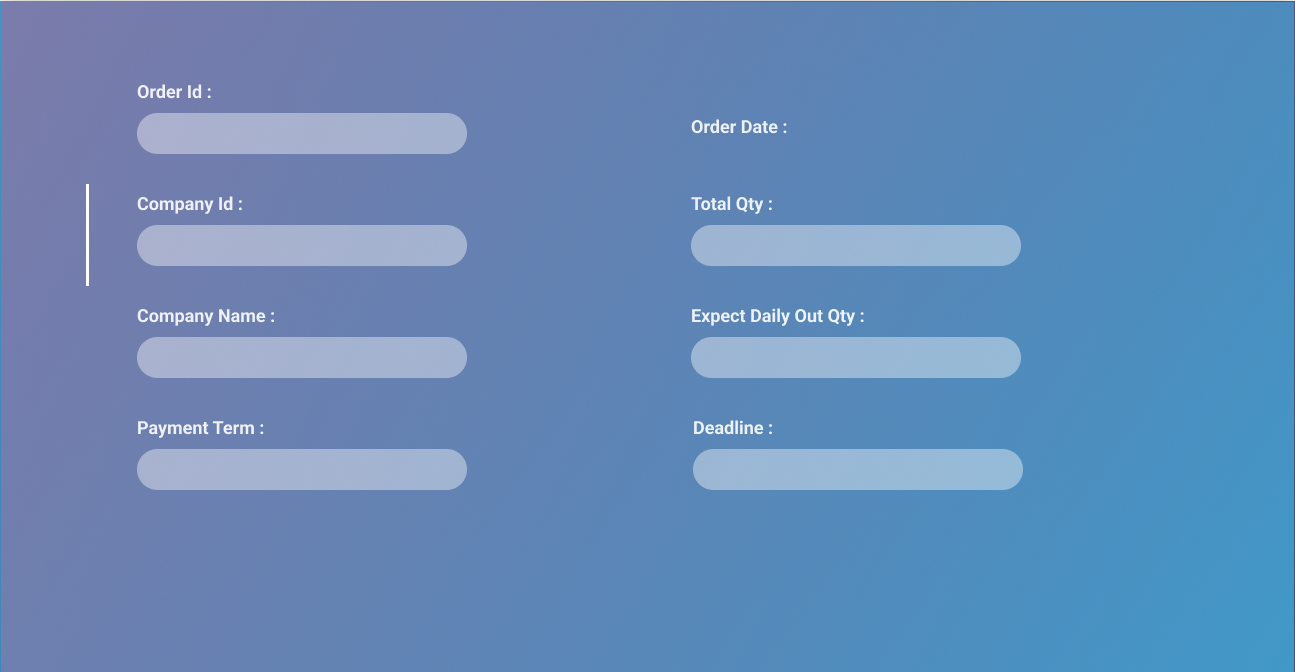 Order Id :
Order Date :
Company Id :
Total Qty :
Company Name :
Expect Daily Out Qty :
Payment Term :
Deadline :